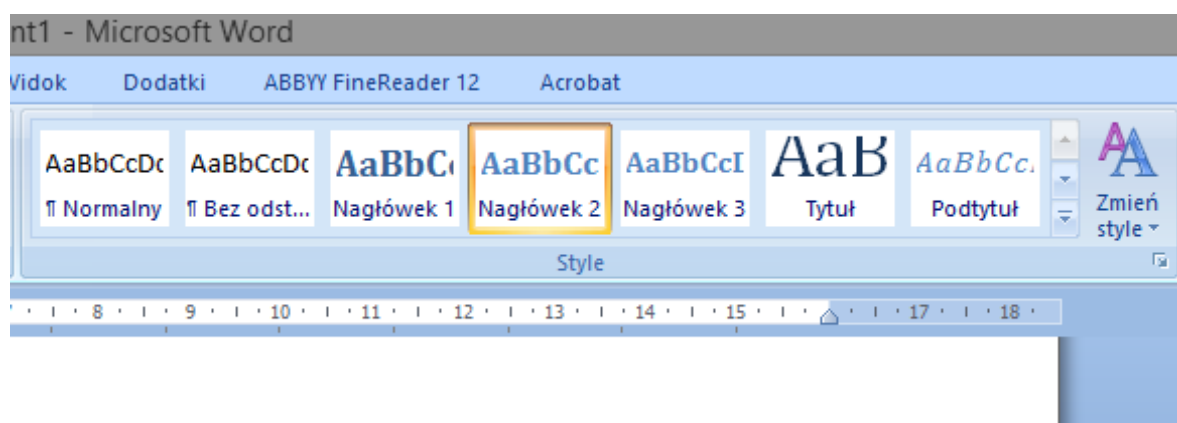 nt1 - Microsoft Word
Widok Dodatki ABBYY FineReader 12 Acrobat
AaBbCcDc AaBbCcDc AaBbC AaBbCc AaBbCcI AaB AaBbCc.
¶ Normalny ¶ Bez odst... Nagłówek 1 Nagłówek 2 Nagłówek 3 Tytuł Podtytuł
Zmień
style
Style
8 9 10 11 12 13 14 15 17 18